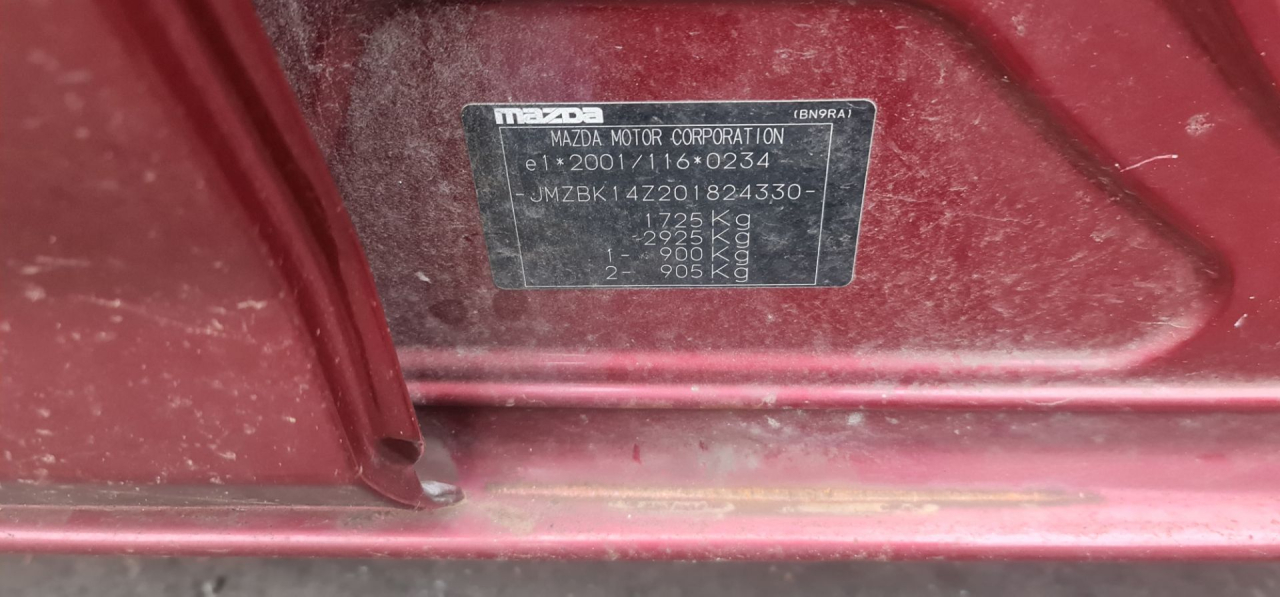 mazda (BN9RA)
MAZDA MOTOR CORPORATION
e1*2001/116*0234
-JMZBK14Z201824330-
1725 Kg
-2925 Kg
1- 900 Kg
2- 905 Kg